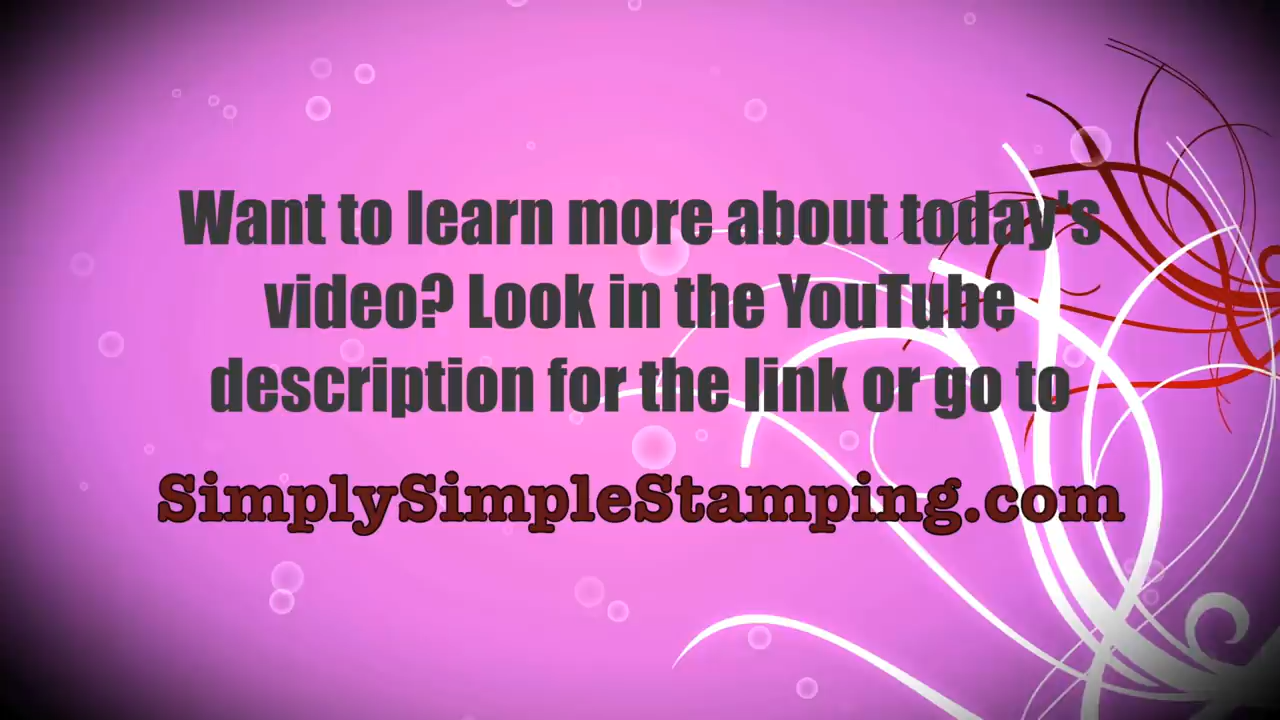 Want to learn more about today's
video? Look in the YouTube
description for the link or go to
SimplySimpleStamping.com